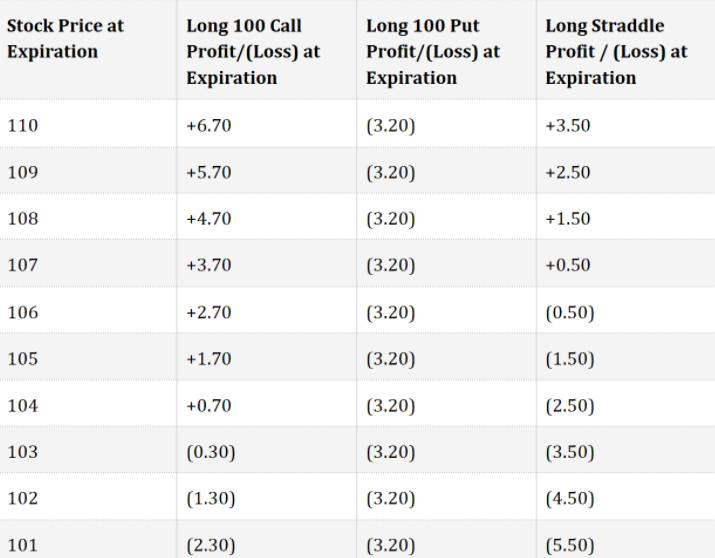 Stock Price at Expiration | Long 100 Call Profit/(Loss) at Expiration | Long 100 Put Profit/(Loss) at Expiration | Long Straddle Profit / (Loss) at Expiration
110 | +6.70 | (3.20) | +3.50
109 | +5.70 | (3.20) | +2.50
108 | +4.70 | (3.20) | +1.50
107 | +3.70 | (3.20) | +0.50
106 | +2.70 | (3.20) | (0.50)
105 | +1.70 | (3.20) | (1.50)
104 | +0.70 | (3.20) | (2.50)
103 | (0.30) | (3.20) | (3.50)
102 | (1.30) | (3.20) | (4.50)
101 | (2.30) | (3.20) | (5.50)